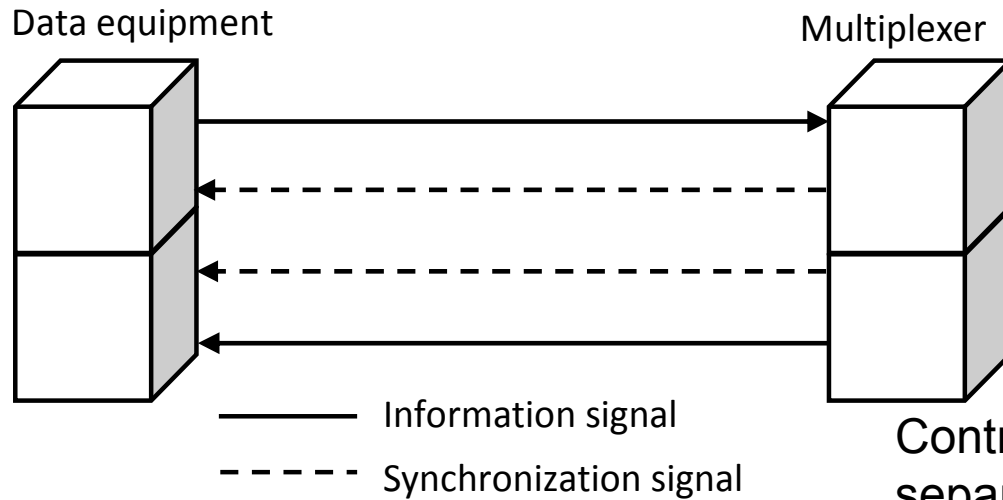 Data equipment
Multiplexer
Information signal
Synchronization signal